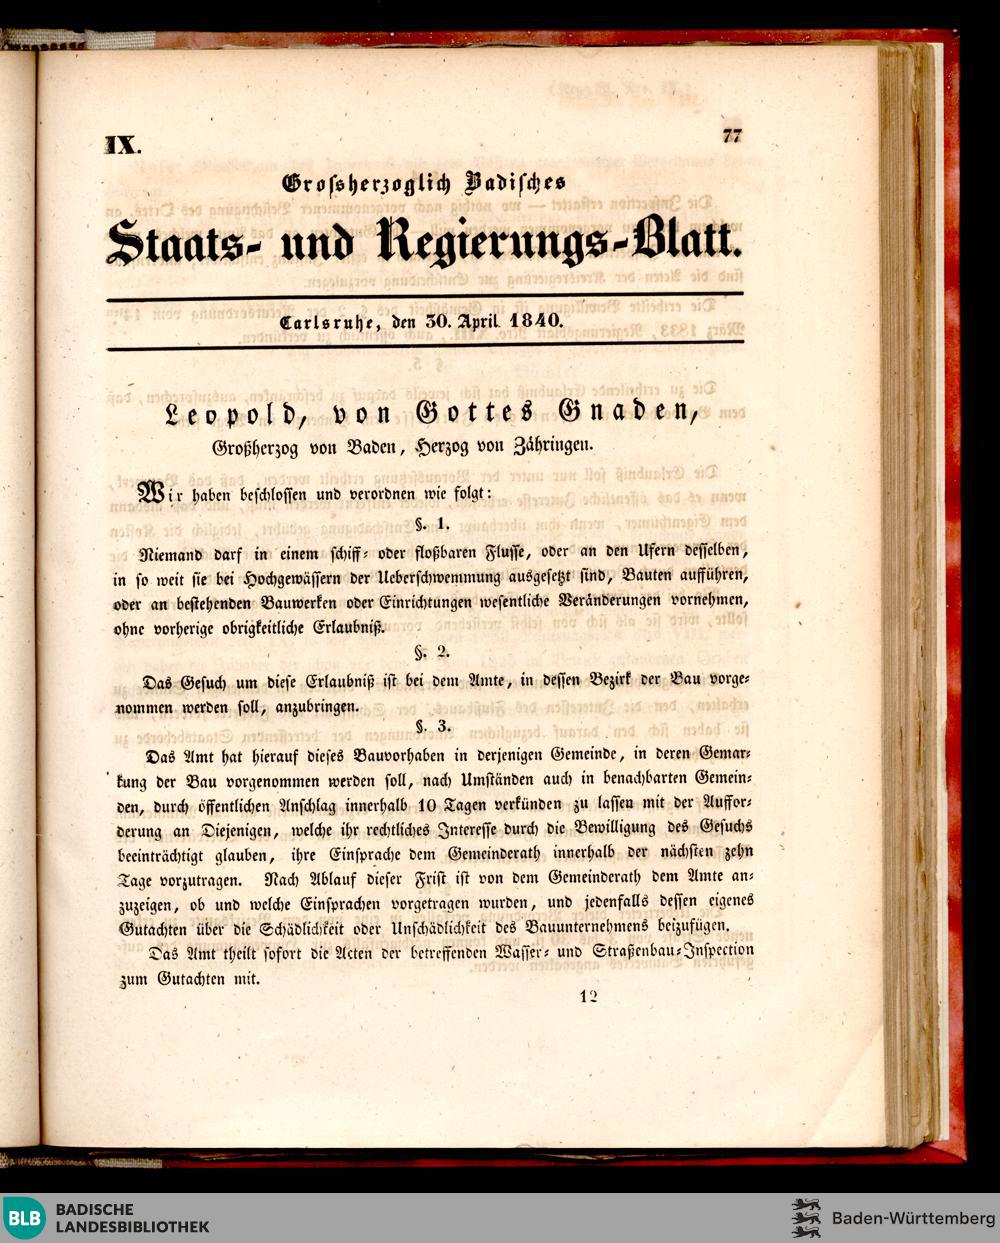 IX.
77
Grossherzoglich Badisches
Staats- und Regierungs-Blatt.
Carlsruhe, den 30. April 1840.
Leopold, von Gottes Gnaden,
Großherzog von Baden, Herzog von Zähringen.
Wir haben beschlossen und verordnen wie folgt:
§. 1.
Niemand darf in einem schiff- oder floßbaren Flusse, oder an den Ufern desselben,
in so weit sie bei Hochgewässern der Ueberschwemmung ausgesetzt sind, Bauten aufführen,
oder an bestehenden Bauwerken oder Einrichtungen wesentliche Veränderungen vornehmen,
ohne vorherige obrigkeitliche Erlaubniß.
§. 2.
Das Gesuch um diese Erlaubniß ist bei dem Amte, in dessen Bezirk der Bau vorge-
nommen werden soll, anzubringen.
§. 3.
Das Amt hat hierauf dieses Bauvorhaben in derjenigen Gemeinde, in deren Gemar-
kung der Bau vorgenommen werden soll, nach Umständen auch in benachbarten Gemein-
den, durch öffentlichen Anschlag innerhalb 10 Tagen verkünden zu lassen mit der Auffor-
derung an Diejenigen, welche ihr rechtliches Interesse durch die Bewilligung des Gesuchs
beeinträchtigt glauben, ihre Einsprache dem Gemeinderath innerhalb der nächsten zehn
Tage vorzutragen. Nach Ablauf dieser Frist ist von dem Gemeinderath dem Amte an-
zuzeigen, ob und welche Einsprachen vorgetragen wurden, und jedenfalls dessen eigenes
Gutachten über die Schädlichkeit oder Unschädlichkeit des Bauunternehmens beizufügen.
Das Amt theilt sofort die Acten der betreffenden Wasser- und Straßenbau-Inspection
zum Gutachten mit.
12
BLB BADISCHE
LANDESBIBLIOTHEK
Baden-Württemberg